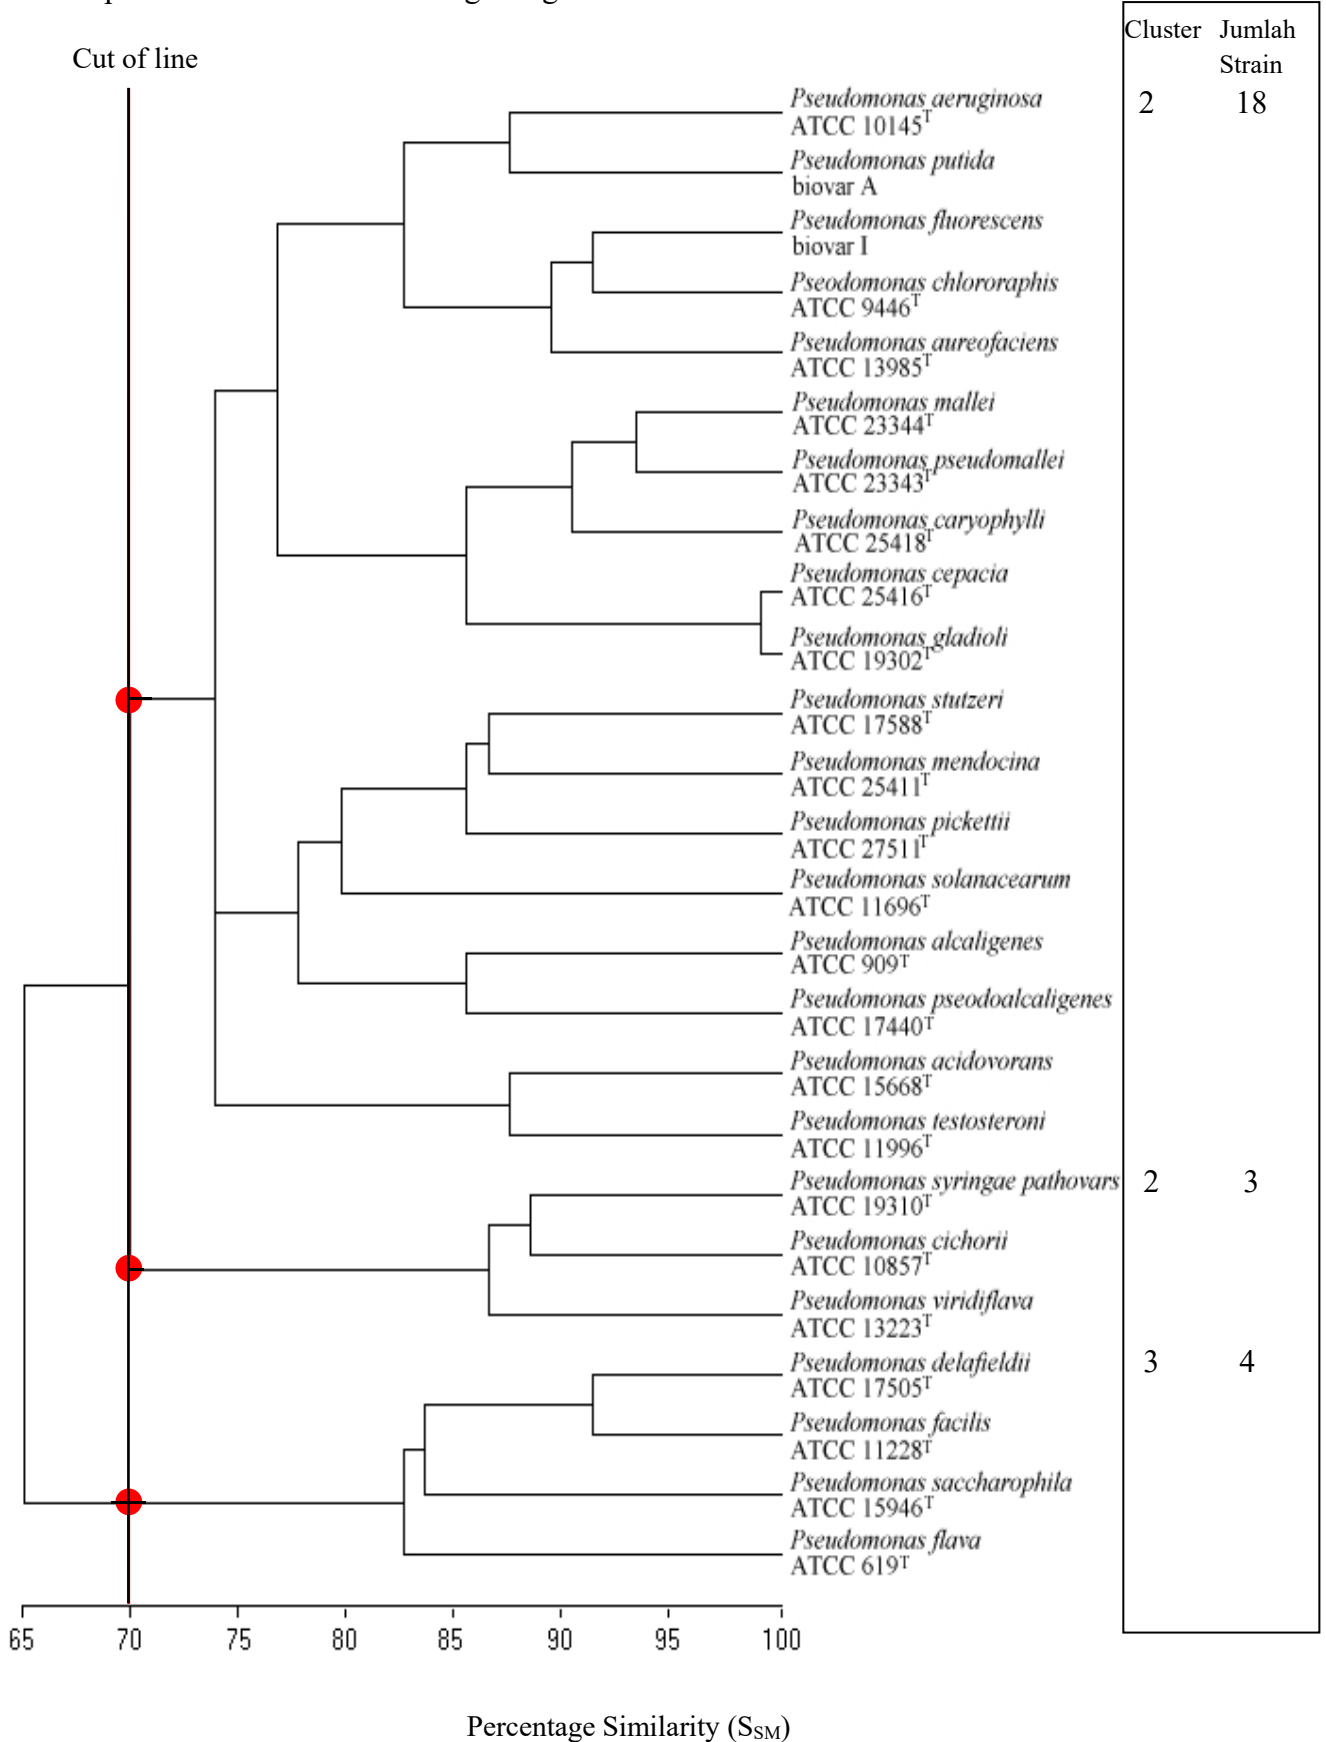 Cut of line
Cluster Jumlah
Strain
Pseudomonas aeruginosa 2 18
ATCC 10145T
Pseudomonas putida
biovar A
Pseudomonas fluorescens
biovar I
Pseodomonas chlororaphis
ATCC 9446T
Pseudomonas aureofaciens
ATCC 13985T
Pseudomonas mallei
ATCC 23344T
Pseudomonas pseudomallei
ATCC 23343T
Pseudomonas caryophylli
ATCC 25418T
Pseudomonas cepacia
ATCC 25416T
Pseudomonas gladioli
ATCC 19302T
Pseudomonas stutzeri
ATCC 17588T
Pseudomonas mendocina
ATCC 25411T
Pseudomonas pickettii
ATCC 27511T
Pseudomonas solanacearum
ATCC 11696T
Pseudomonas alcaligenes
ATCC 909T
Pseudomonas pseodoalcaligenes
ATCC 17440T
Pseudomonas acidovorans
ATCC 15668T
Pseudomonas testosteroni
ATCC 11996T
Pseudomonas syringae pathovars 2 3
ATCC 19310T
Pseudomonas cichorii
ATCC 10857T
Pseudomonas viridiflava
ATCC 13223T
Pseudomonas delafieldii 3 4
ATCC 17505T
Pseudomonas facilis
ATCC 11228T
Pseudomonas saccharophila
ATCC 15946T
Pseudomonas flava
ATCC 619T
65 70 75 80 85 90 95 100
Percentage Similarity (SSM)